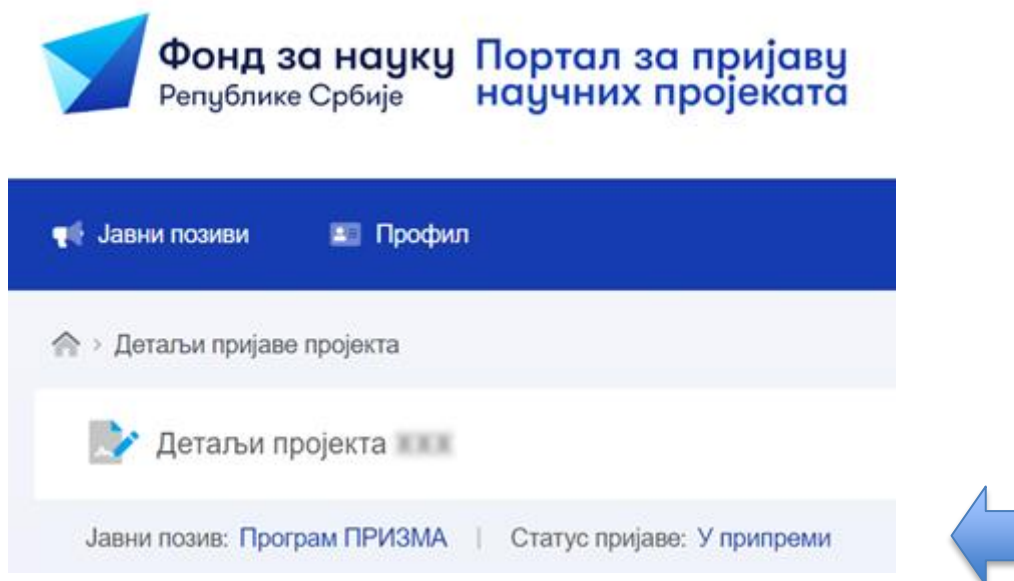 Фонд за науку
Републике Србије
Портал за пријаву
научних пројеката
Јавни позиви Профил
Детаљи пријаве пројекта
Детаљи пројекта
Јавни позив: Програм ПРИЗМА | Статус пријаве: У припреми